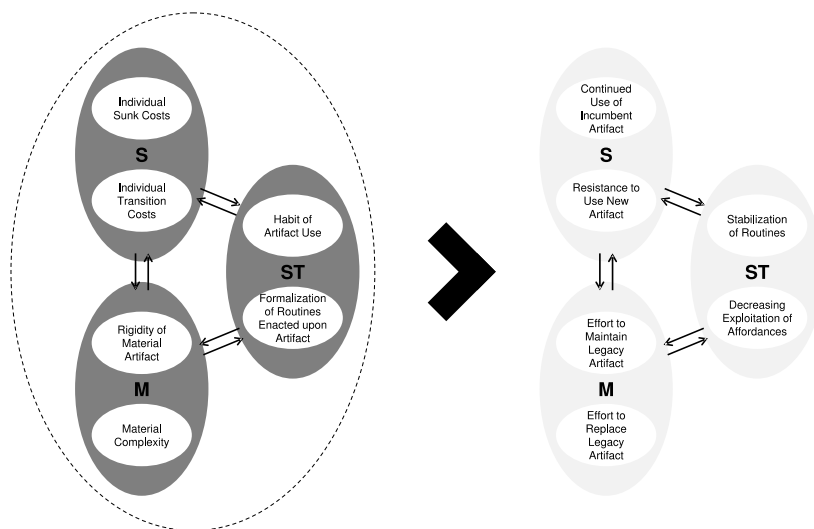 Individual
Sunk Costs
S
Individual
Transition
Costs
Habit of
Artifact Use
ST
Formalization
of Routines
Enacted upon
Artifact
Rigidity of
Material
Artifact
M
Material
Complexity
Continued
Use of
Incumbent
Artifact
S
Resistance to
Use New
Artifact
Stabilization
of Routines
ST
Decreasing
Exploitation of
Affordances
Effort to
Maintain
Legacy
Artifact
M
Effort to
Replace
Legacy
Artifact